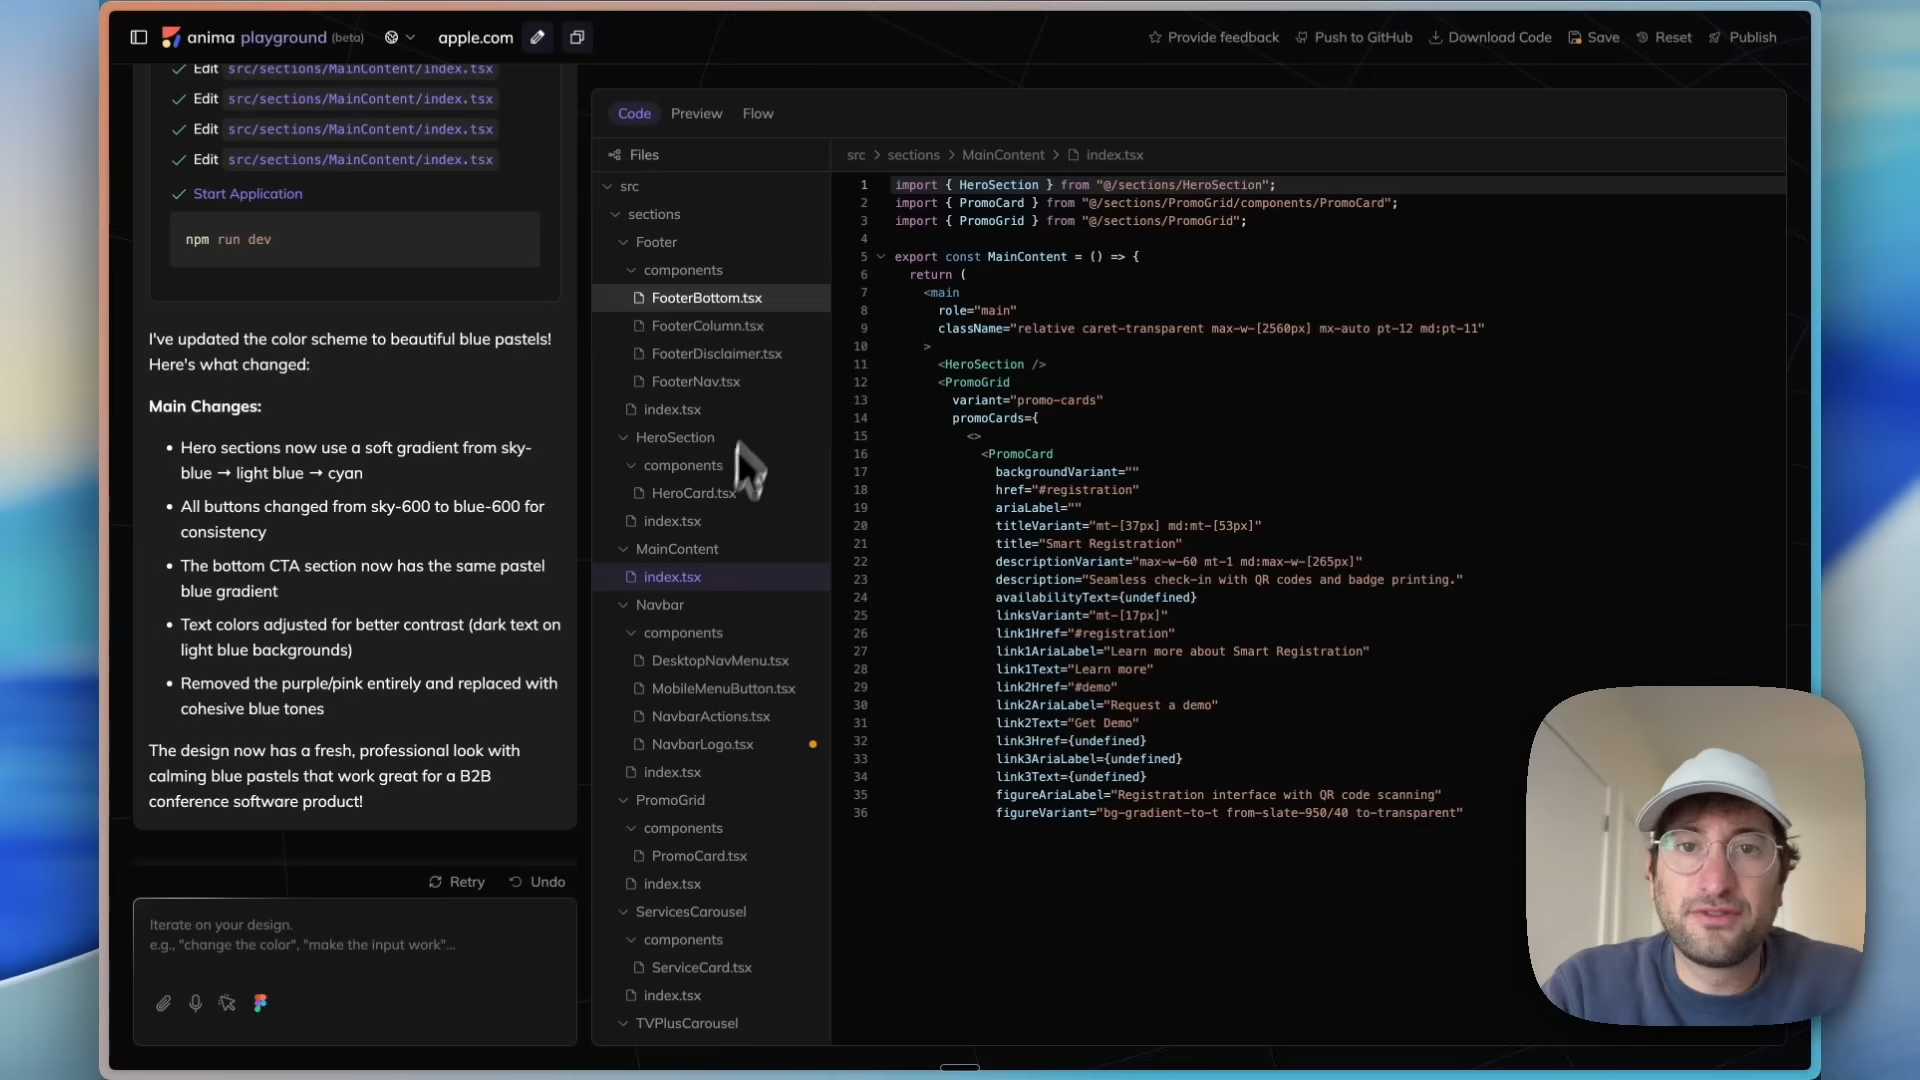 anima playground (beta)
apple.com
Provide feedback
Push to GitHub
Download Code
Save
Reset
Publish
Edit src/sections/MainContent/index.tsx
Edit src/sections/MainContent/index.tsx
Edit src/sections/MainContent/index.tsx
Edit src/sections/MainContent/index.tsx
Start Application
npm run dev
I've updated the color scheme to beautiful blue pastels!
Here's what changed:
Main Changes:
• Hero sections now use a soft gradient from sky-
blue → light blue → cyan
• All buttons changed from sky-600 to blue-600 for
consistency
• The bottom CTA section now has the same pastel
blue gradient
• Text colors adjusted for better contrast (dark text on
light blue backgrounds)
• Removed the purple/pink entirely and replaced with
cohesive blue tones
The design now has a fresh, professional look with
calming blue pastels that work great for a B2B
conference software product!
Retry
Undo
Iterate on your design.
e.g., "change the color", "make the input work"...
Code
Preview
Flow
Files
src
sections
Footer
components
FooterBottom.tsx
FooterColumn.tsx
FooterDisclaimer.tsx
FooterNav.tsx
index.tsx
HeroSection
components
HeroCard.tsx
index.tsx
MainContent
index.tsx
Navbar
components
DesktopNavMenu.tsx
MobileMenuButton.tsx
NavbarActions.tsx
NavbarLogo.tsx
index.tsx
PromoGrid
components
PromoCard.tsx
index.tsx
ServicesCarousel
components
ServiceCard.tsx
index.tsx
TVPlusCarousel
src > sections > MainContent > index.tsx
1 import { HeroSection } from "@/sections/HeroSection";
2 import { PromoCard } from "@/sections/PromoGrid/components/PromoCard";
3 import { PromoGrid } from "@/sections/PromoGrid";
4
5 export const MainContent = () => {
6 return (
7 <main
8 role="main"
9 className="relative caret-transparent max-w-[2560px] mx-auto pt-12 md:pt-11"
10 >
11 <HeroSection />
12 <PromoGrid
13 variant="promo-cards"
14 promoCards={
15 <>
16 <PromoCard
17 backgroundVariant=""
18 href="#registration"
19 ariaLabel=""
20 titleVariant="mt-[37px] md:mt-[53px]"
21 title="Smart Registration"
22 descriptionVariant="max-w-60 mt-1 md:max-w-[265px]"
23 description="Seamless check-in with QR codes and badge printing."
24 availabilityText={undefined}
25 linksVariant="mt-[17px]"
26 link1Href="#registration"
27 link1AriaLabel="Learn more about Smart Registration"
28 link1Text="Learn more"
29 link2Href="#demo"
30 link2AriaLabel="Request a demo"
31 link2Text="Get Demo"
32 link3Href={undefined}
33 link3AriaLabel={undefined}
34 link3Text={undefined}
35 figureAriaLabel="Registration interface with QR code scanning"
36 figureVariant="bg-gradient-to-t from-slate-950/40 to-transparent"